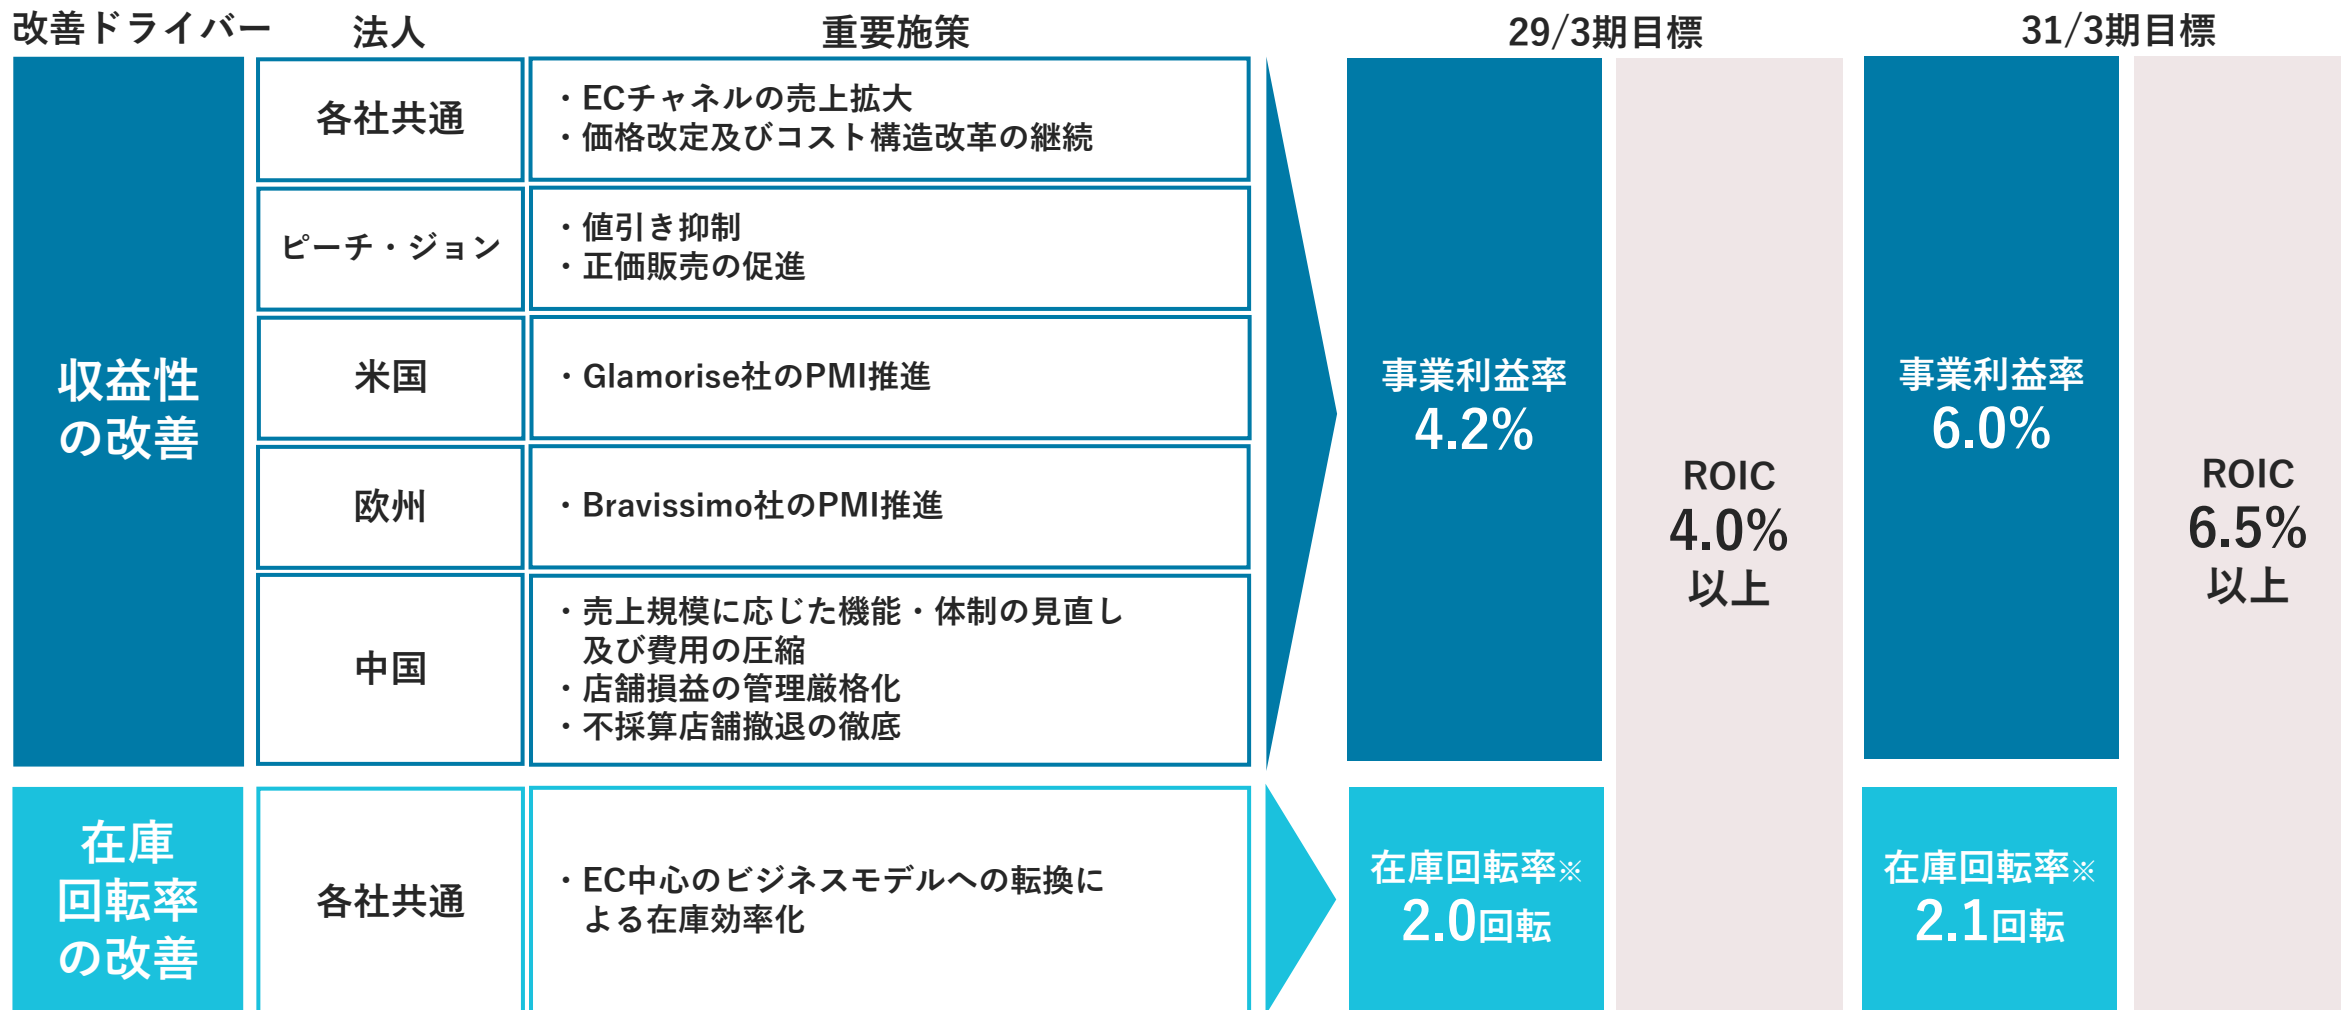 改善ドライバー
法人
重要施策
29/3期目標
31/3期目標
収益性
の改善
各社共通
・ECチャネルの売上拡大
・価格改定及びコスト構造改革の継続
ピーチ・ジョン
・値引き抑制
・正価販売の促進
米国
・Glamorise社のPMI推進
欧州
・Bravissimo社のPMI推進
中国
・売上規模に応じた機能・体制の見直し
及び費用の圧縮
・店舗損益の管理厳格化
・不採算店舗撤退の徹底
事業利益率
4.2%
ROIC
4.0%
以上
事業利益率
6.0%
ROIC
6.5%
以上
在庫
回転率
の改善
各社共通
・EC中心のビジネスモデルへの転換に
よる在庫効率化
在庫回転率※
2.0回転
在庫回転率※
2.1回転